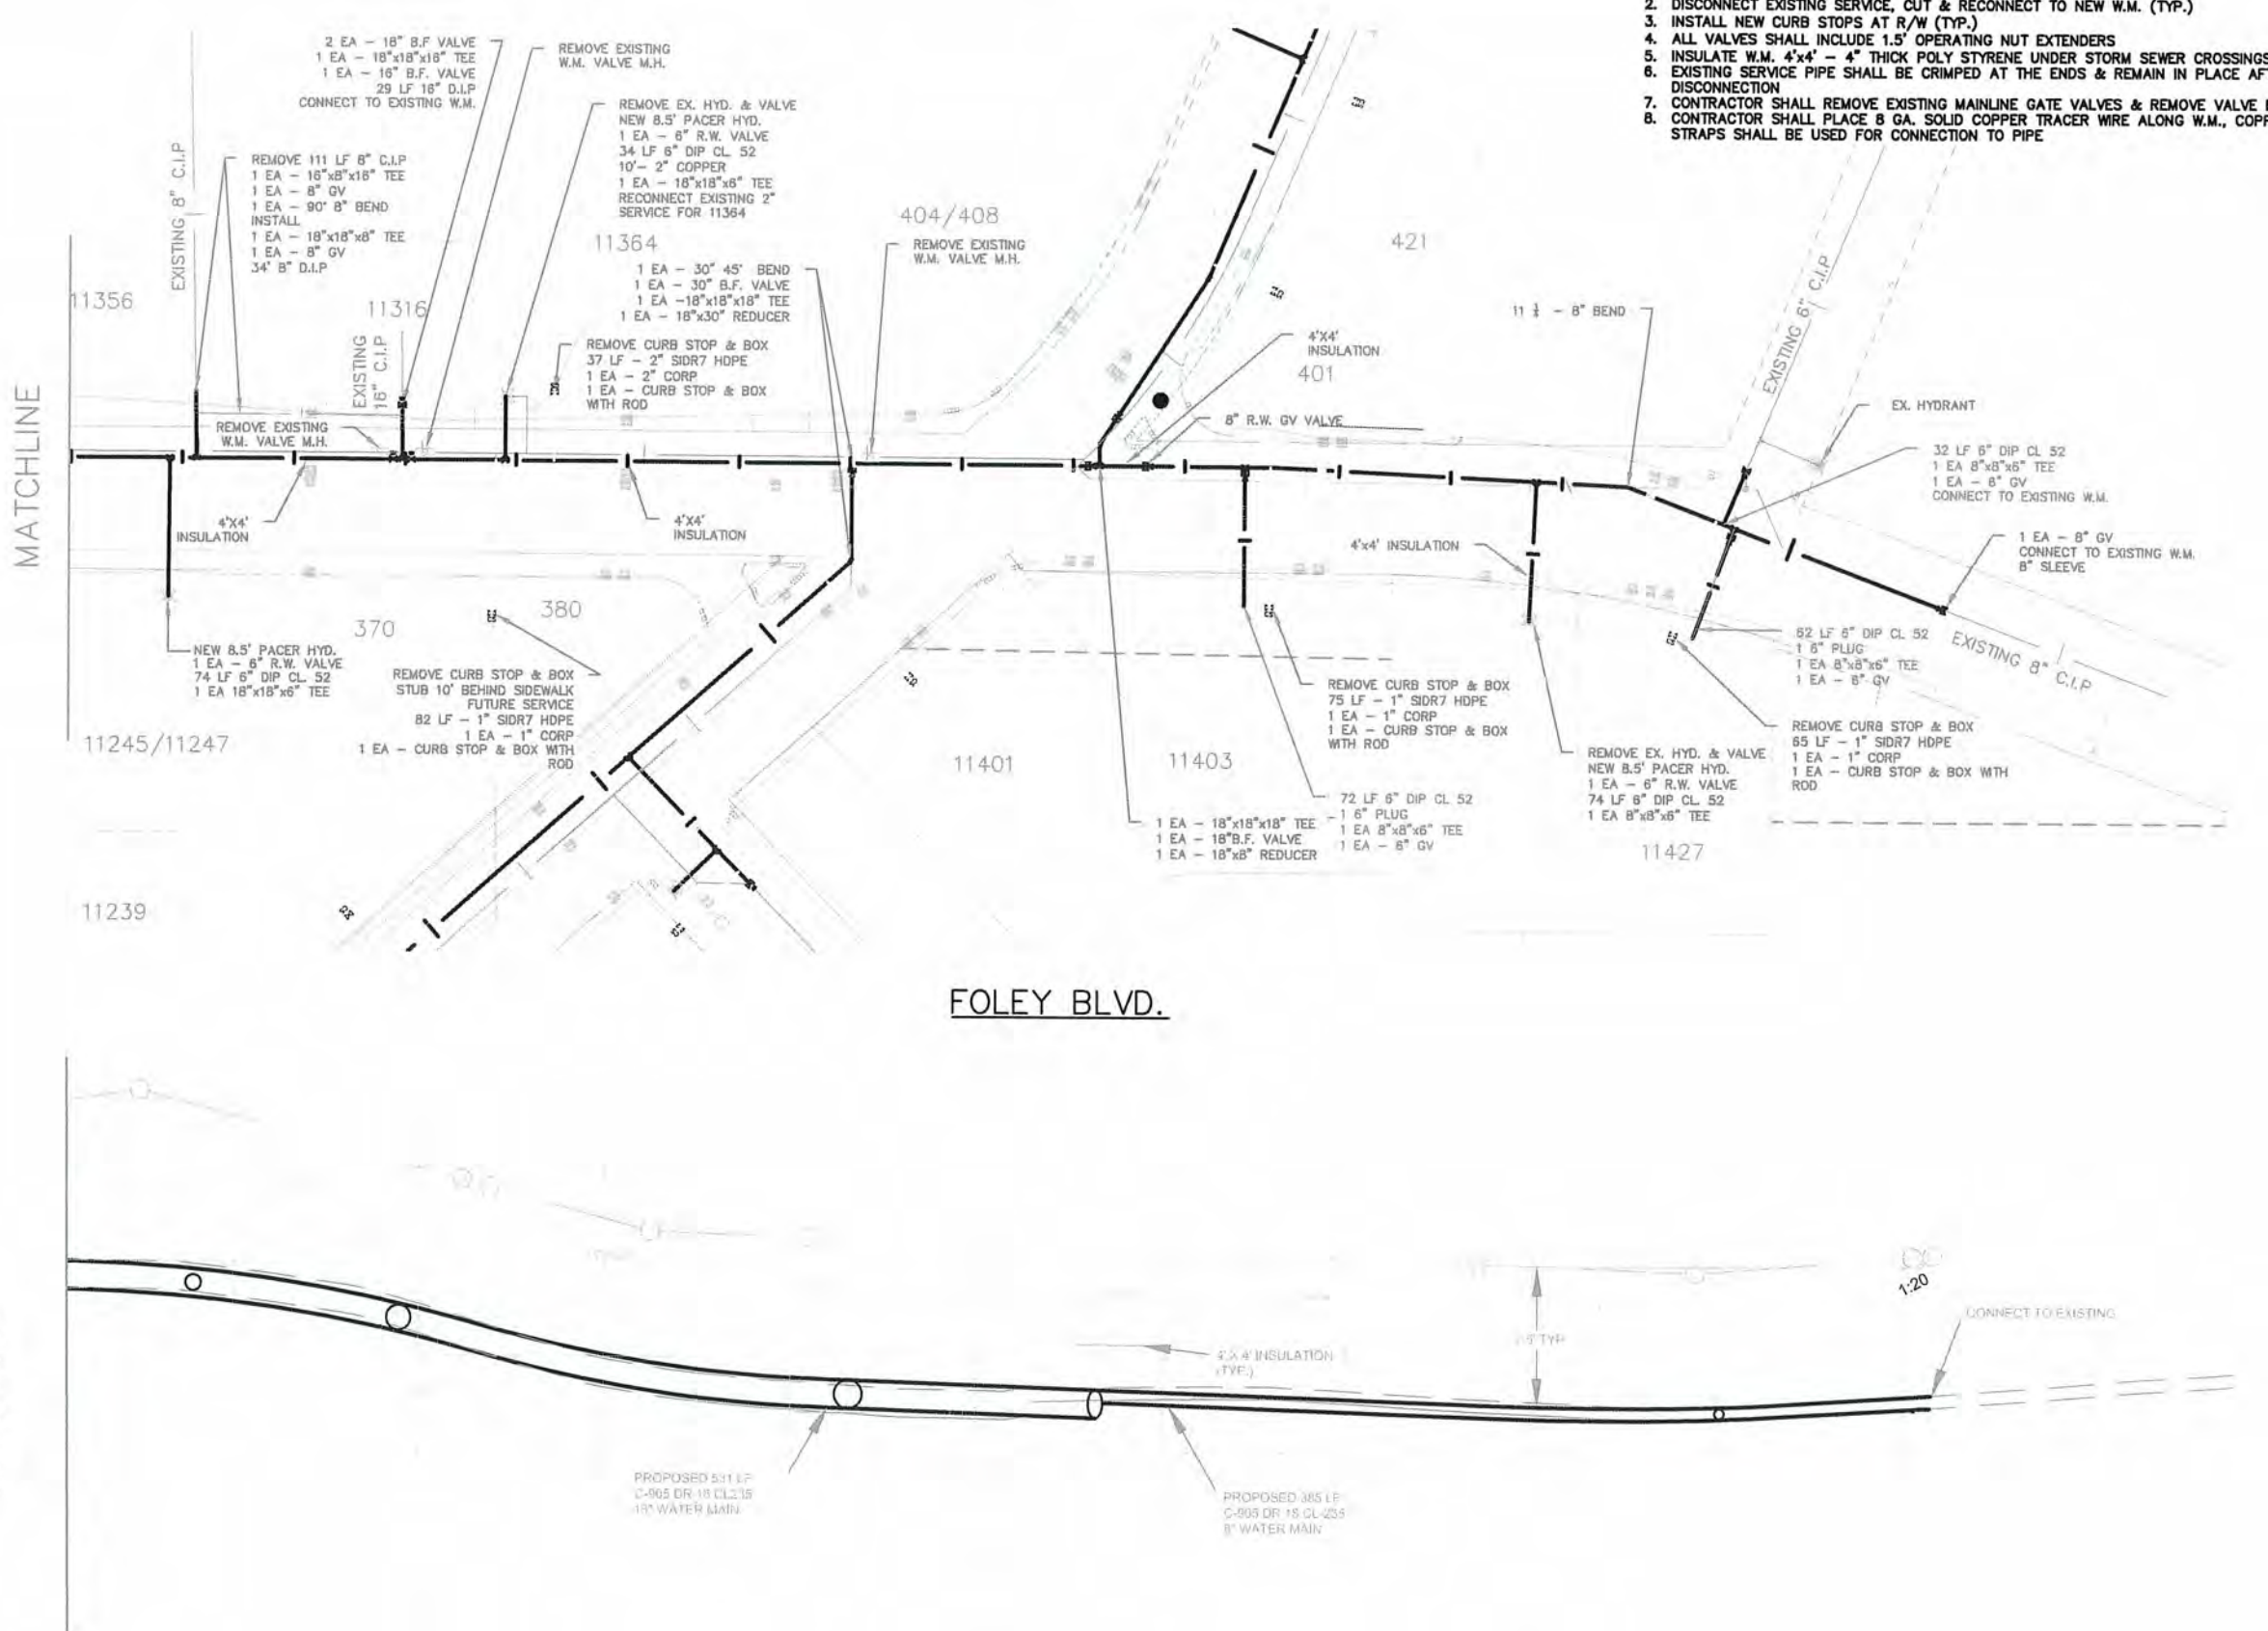 2. DISCONNECT EXISTING SERVICE, CUT & RECONNECT TO NEW W.M. (TYP.)
3. INSTALL NEW CURB STOPS AT R/W (TYP.)
4. ALL VALVES SHALL INCLUDE 1.5' OPERATING NUT EXTENDERS
5. INSULATE W.M. 4'x4' - 4" THICK POLY STYRENE UNDER STORM SEWER CROSSINGS
6. EXISTING SERVICE PIPE SHALL BE CRIMPED AT THE ENDS & REMAIN IN PLACE
DISCONNECTION
7. CONTRACTOR SHALL REMOVE EXISTING MAINLINE GATE VALVES & REMOVE VALVE
8. CONTRACTOR SHALL PLACE 8 GA. SOLID COPPER TRACER WIRE ALONG W.M.,
STRAPS SHALL BE USED FOR CONNECTION TO PIPE
2 EA - 18" B.F VALVE
1 EA - 18"x18"x16" TEE
1 EA - 16" B.F. VALVE
29 LF 16" D.I.P
CONNECT TO EXISTING W.M.
REMOVE EXISTING
W.M. VALVE M.H.
REMOVE EX. HYD. & VALVE
NEW 8.5' PACER HYD.
1 EA - 6" R.W. VALVE
34 LF 6" DIP CL 52
10'- 2" COPPER
1 EA - 18"x18"x6" TEE
RECONNECT EXISTING 2"
SERVICE FOR 11364
REMOVE 111 LF 8" C.I.P
1 EA - 16"x8"x16" TEE
1 EA - 8" GV
1 EA - 90° 8" BEND
INSTALL
1 EA - 18"x18"x8" TEE
1 EA - 8" GV
34' 8" D.I.P
EXISTING 8" C.I.P
404/408
REMOVE EXISTING
W.M. VALVE M.H.
11364
421
1 EA - 30" 45° BEND
1 EA - 30" B.F. VALVE
1 EA -18"x18"x18" TEE
1 EA - 18"x30" REDUCER
11356
11316
EXISTING
16" C.I.P
REMOVE CURB STOP & BOX
37 LF - 2" SIDR7 HDPE
1 EA - 2" CORP
1 EA - CURB STOP & BOX
WITH ROD
4'X4'
INSULATION
401
- 8" BEND
EXISTING 6" C.I.P
EX. HYDRANT
8" R.W. GV VALVE
REMOVE EXISTING
W.M. VALVE M.H.
MATCHLINE
32 LF 6" DIP CL 52
1 EA 8"x8"x6" TEE
1 EA - 6" GV
CONNECT TO EXISTING W.M.
4'X4'
INSULATION
4'X4'
INSULATION
4'x4' INSULATION
1 EA - 8" GV
CONNECT TO EXISTING W.M.
8" SLEEVE
370
380
NEW 8.5' PACER HYD.
1 EA - 6" R.W. VALVE
74 LF 6" DIP CL 52
1 EA 18"x18"x6" TEE
REMOVE CURB STOP & BOX
STUB 10' BEHIND SIDEWALK
FUTURE SERVICE
82 LF - 1" SIDR7 HDPE
1 EA - 1" CORP
1 EA - CURB STOP & BOX WITH
ROD
62 LF 6" DIP CL 52
1 6" PLUG
1 EA 8"x8"x6" TEE
1 EA - 6" GV
EXISTING 8" C.I.P
REMOVE CURB STOP & BOX
75 LF - 1" SIDR7 HDPE
1 EA - 1" CORP
1 EA - CURB STOP & BOX
WITH ROD
REMOVE CURB STOP & BOX
65 LF - 1" SIDR7 HDPE
1 EA - 1" CORP
1 EA - CURB STOP & BOX WITH
ROD
11245/11247
11401
11403
REMOVE EX. HYD. & VALVE
NEW 8.5' PACER HYD.
1 EA - 6" R.W. VALVE
74 LF 6" DIP CL 52
1 EA 8"x8"x6" TEE
72 LF 6" DIP CL 52
1 6" PLUG
1 EA 8"x8"x6" TEE
1 EA - 6" GV
1 EA - 18"x18"x18" TEE
1 EA - 18"B.F. VALVE
1 EA - 18"x8" REDUCER
11427
11239
FOLEY BLVD.
1:20
CONNECT TO EXISTING
TYP
4' X 4' INSULATION
(TYP.)
PROPOSED 531 LF
C-905 DR 18 CL235
18" WATER MAIN
PROPOSED 385 LF
C-905 DR 18 CL-235
8" WATER MAIN